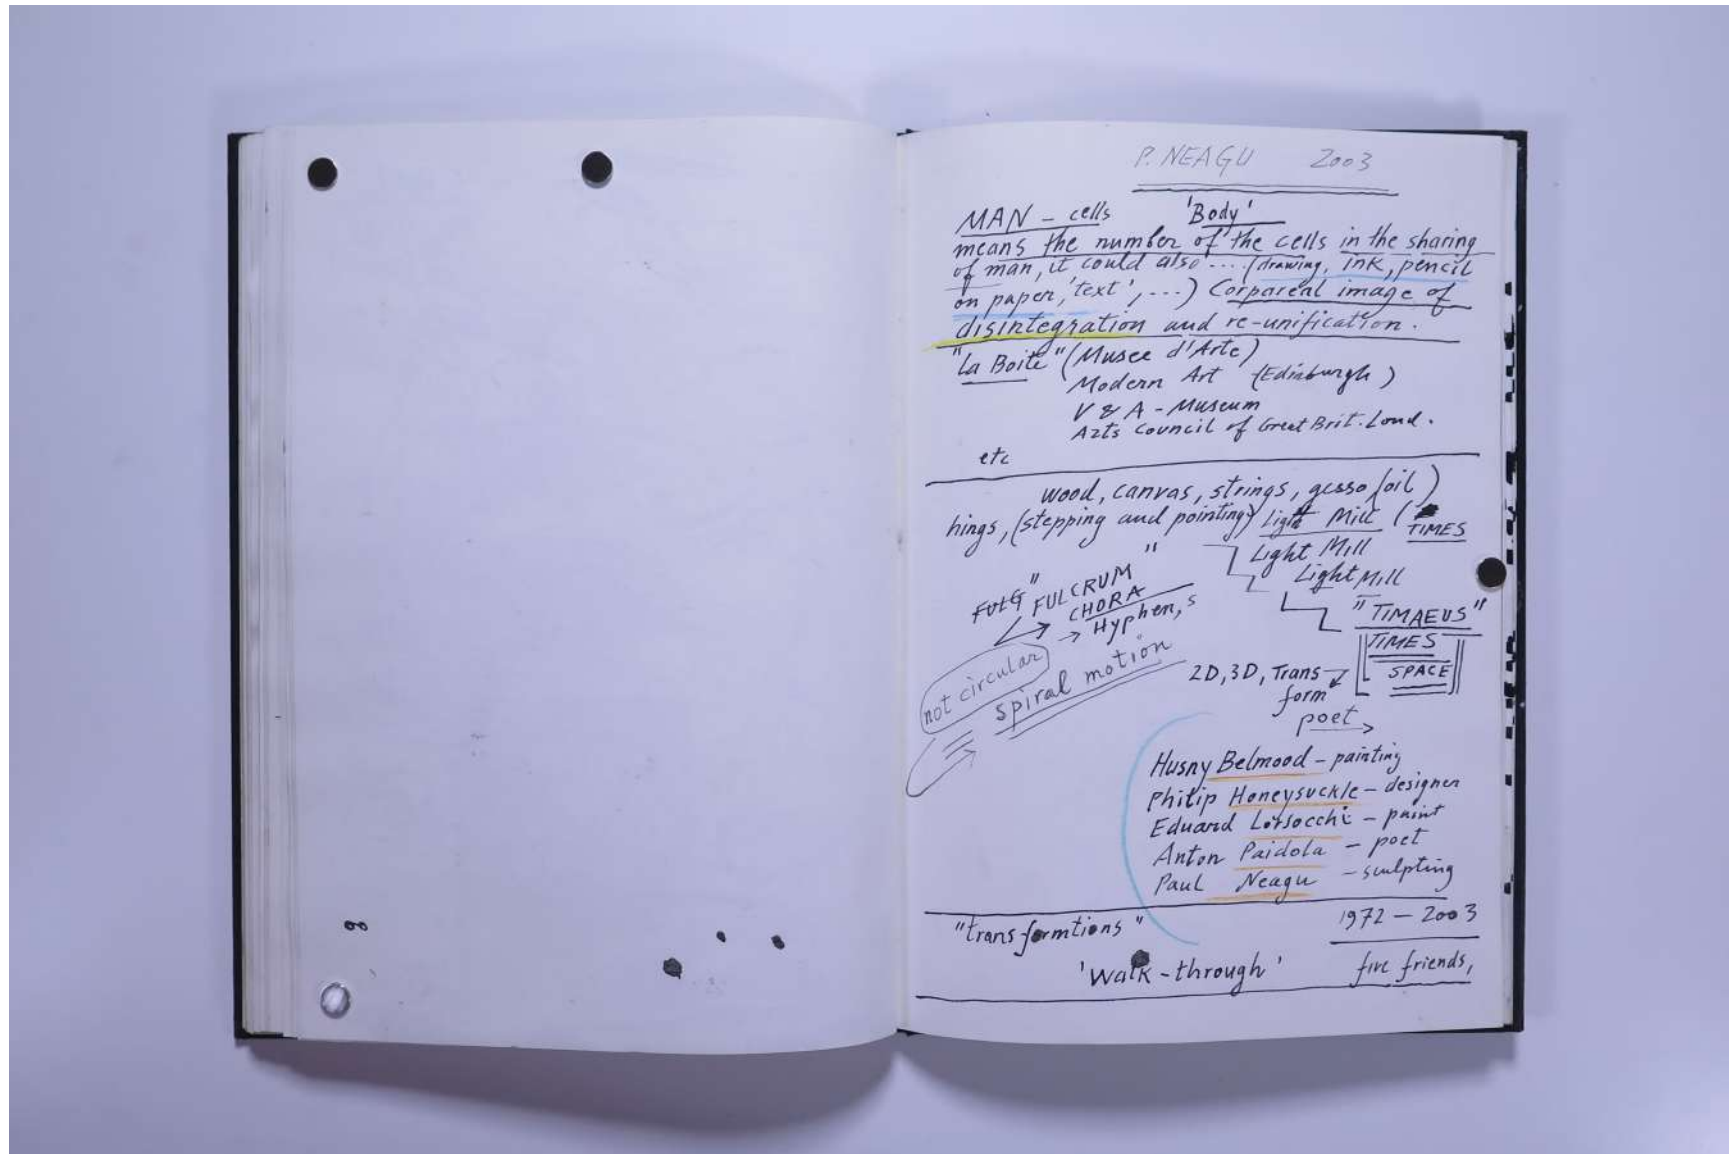 P. NEAGU 2003
MAN – cells 'Body'
means the number of the cells in the sharing
of man, it could also .... (drawing, ink, pencil
on paper, 'text', ...) Corpareal image of
disintegration and re-unification.
"La Boite" (Musee d'Arte)
Modern Art (Edinburgh)
V & A - Museum
Arts Council of Great Brit. Lond.
etc
wood, canvas, strings, gesso (oil)
hings, (stepping and pointing) Light Mill (TIMES
Light Mill
Light Mill
"FULCRUM"
CHORA
→ Hyphen, s
not circular
spiral motion
"TIMAEUS"
TIMES
SPACE
2D, 3D, Trans
form
poet →
Husny Belmood – painting
Philip Honeysuckle – designer
Eduard Lorsocchi – paint
Anton Paidola – poet
Paul Neagu – sculpting
"transformtions" 1972 – 2003
'Walk-through' five friends,